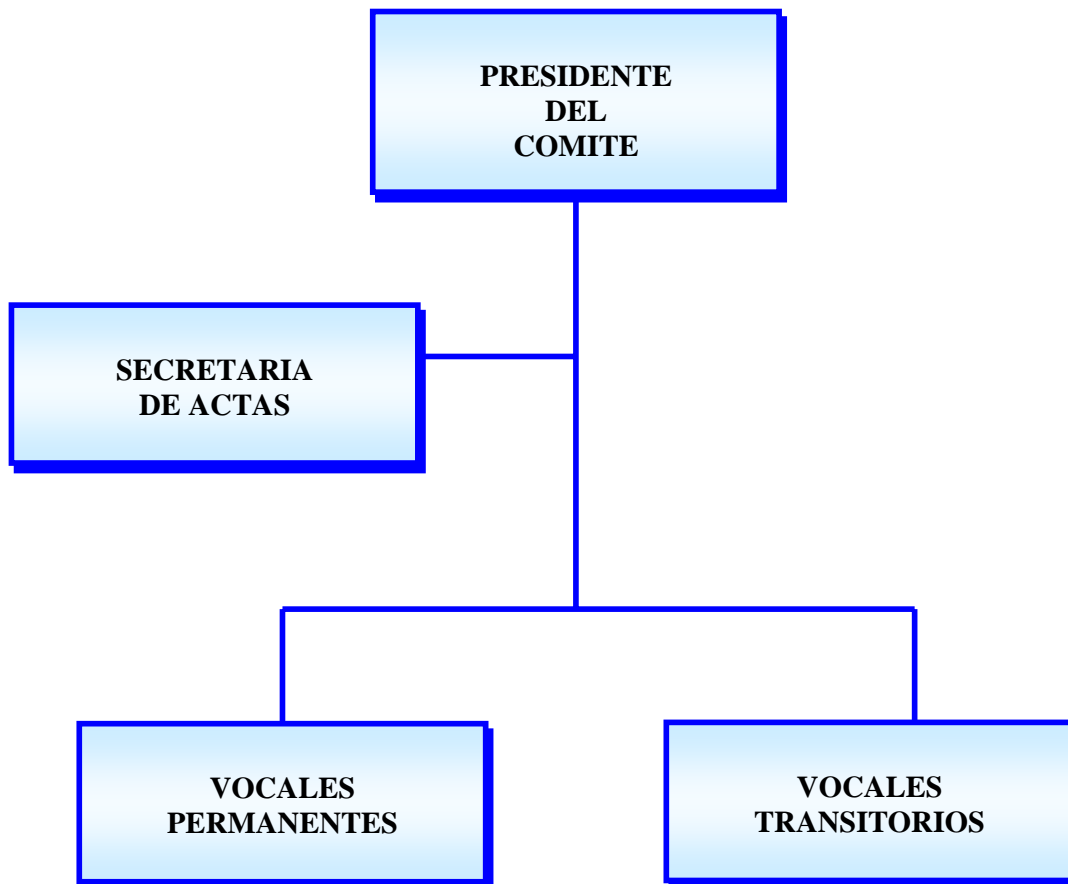 PRESIDENTE
DEL
COMITE
SECRETARIA
DE ACTAS
VOCALES
PERMANENTES
VOCALES
TRANSITORIOS